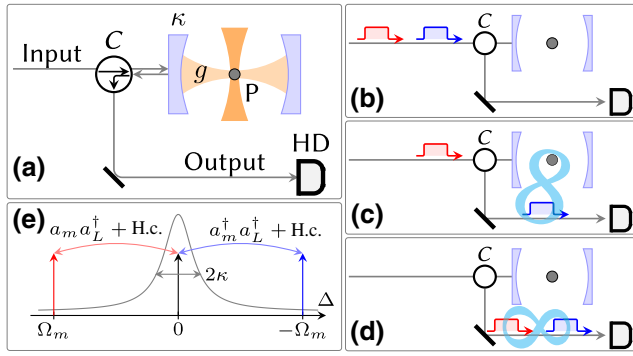 (a)
C
κ
Input
g
P
HD
Output
(b)
C
(c)
C
(d)
C
(e)
a_m a_L^† + H.c.
a_m^† a_L^† + H.c.
2κ
Δ
Ω_m
0
−Ω_m